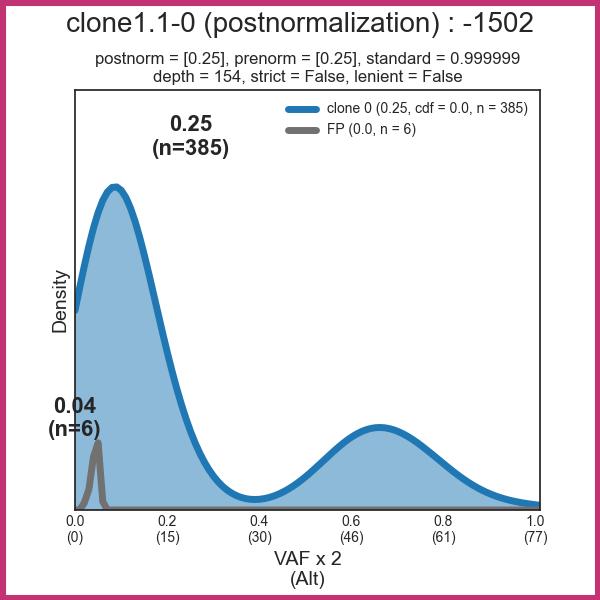 clone1.1-0 (postnormalization) : -1502
postnorm = [0.25], prenorm = [0.25], standard = 0.999999
depth = 154, strict = False, lenient = False
clone 0 (0.25, cdf = 0.0, n = 385)
FP (0.0, n = 6)
0.25
(n=385)
Density
0.04
(n=6)
0.0 0.2 0.4 0.6 0.8 1.0
(0) (15) (30) (46) (61) (77)
VAF x 2
(Alt)